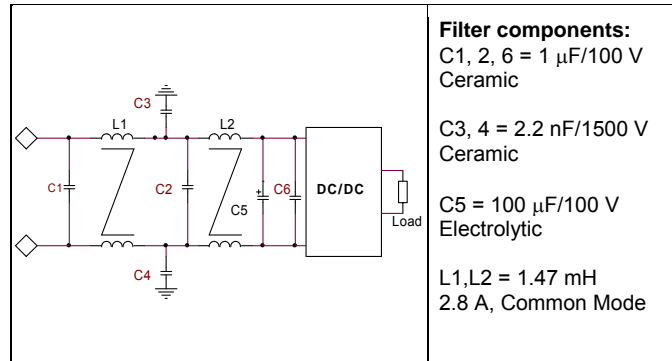 C3
L1
L2
C1
C2
C5
+
C6
DC/DC
Load
C4
Filter components:
C1, 2, 6 = 1 μF/100 V
Ceramic
C3, 4 = 2.2 nF/1500 V
Ceramic
C5 = 100 μF/100 V
Electrolytic
L1,L2 = 1.47 mH
2.8 A, Common Mode